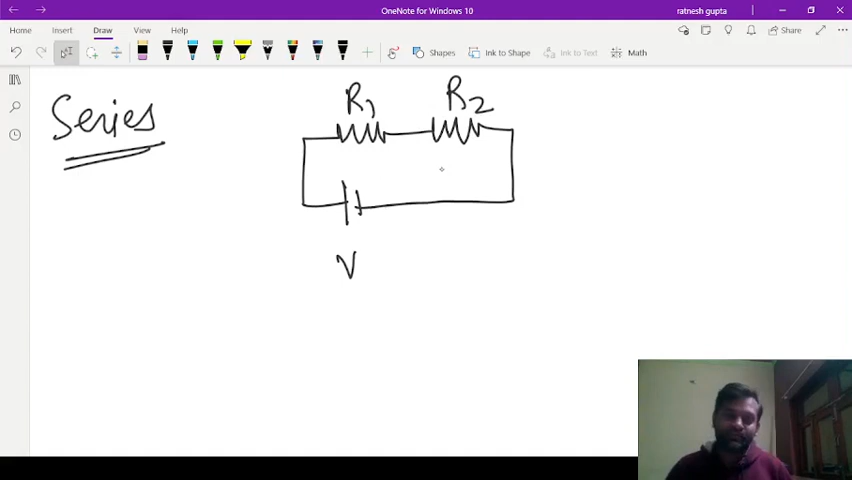 OneNote for Windows 10
ratnesh gupta
Home Insert Draw View Help
Share
Shapes Ink to Shape Ink to Text Math
Series
R1 R2
V